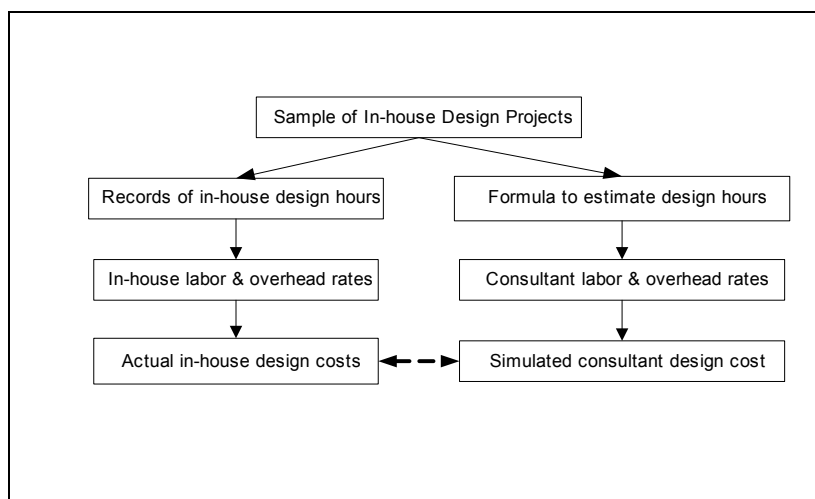 Sample of In-house Design Projects
Records of in-house design hours
Formula to estimate design hours
In-house labor & overhead rates
Consultant labor & overhead rates
Actual in-house design costs
Simulated consultant design cost